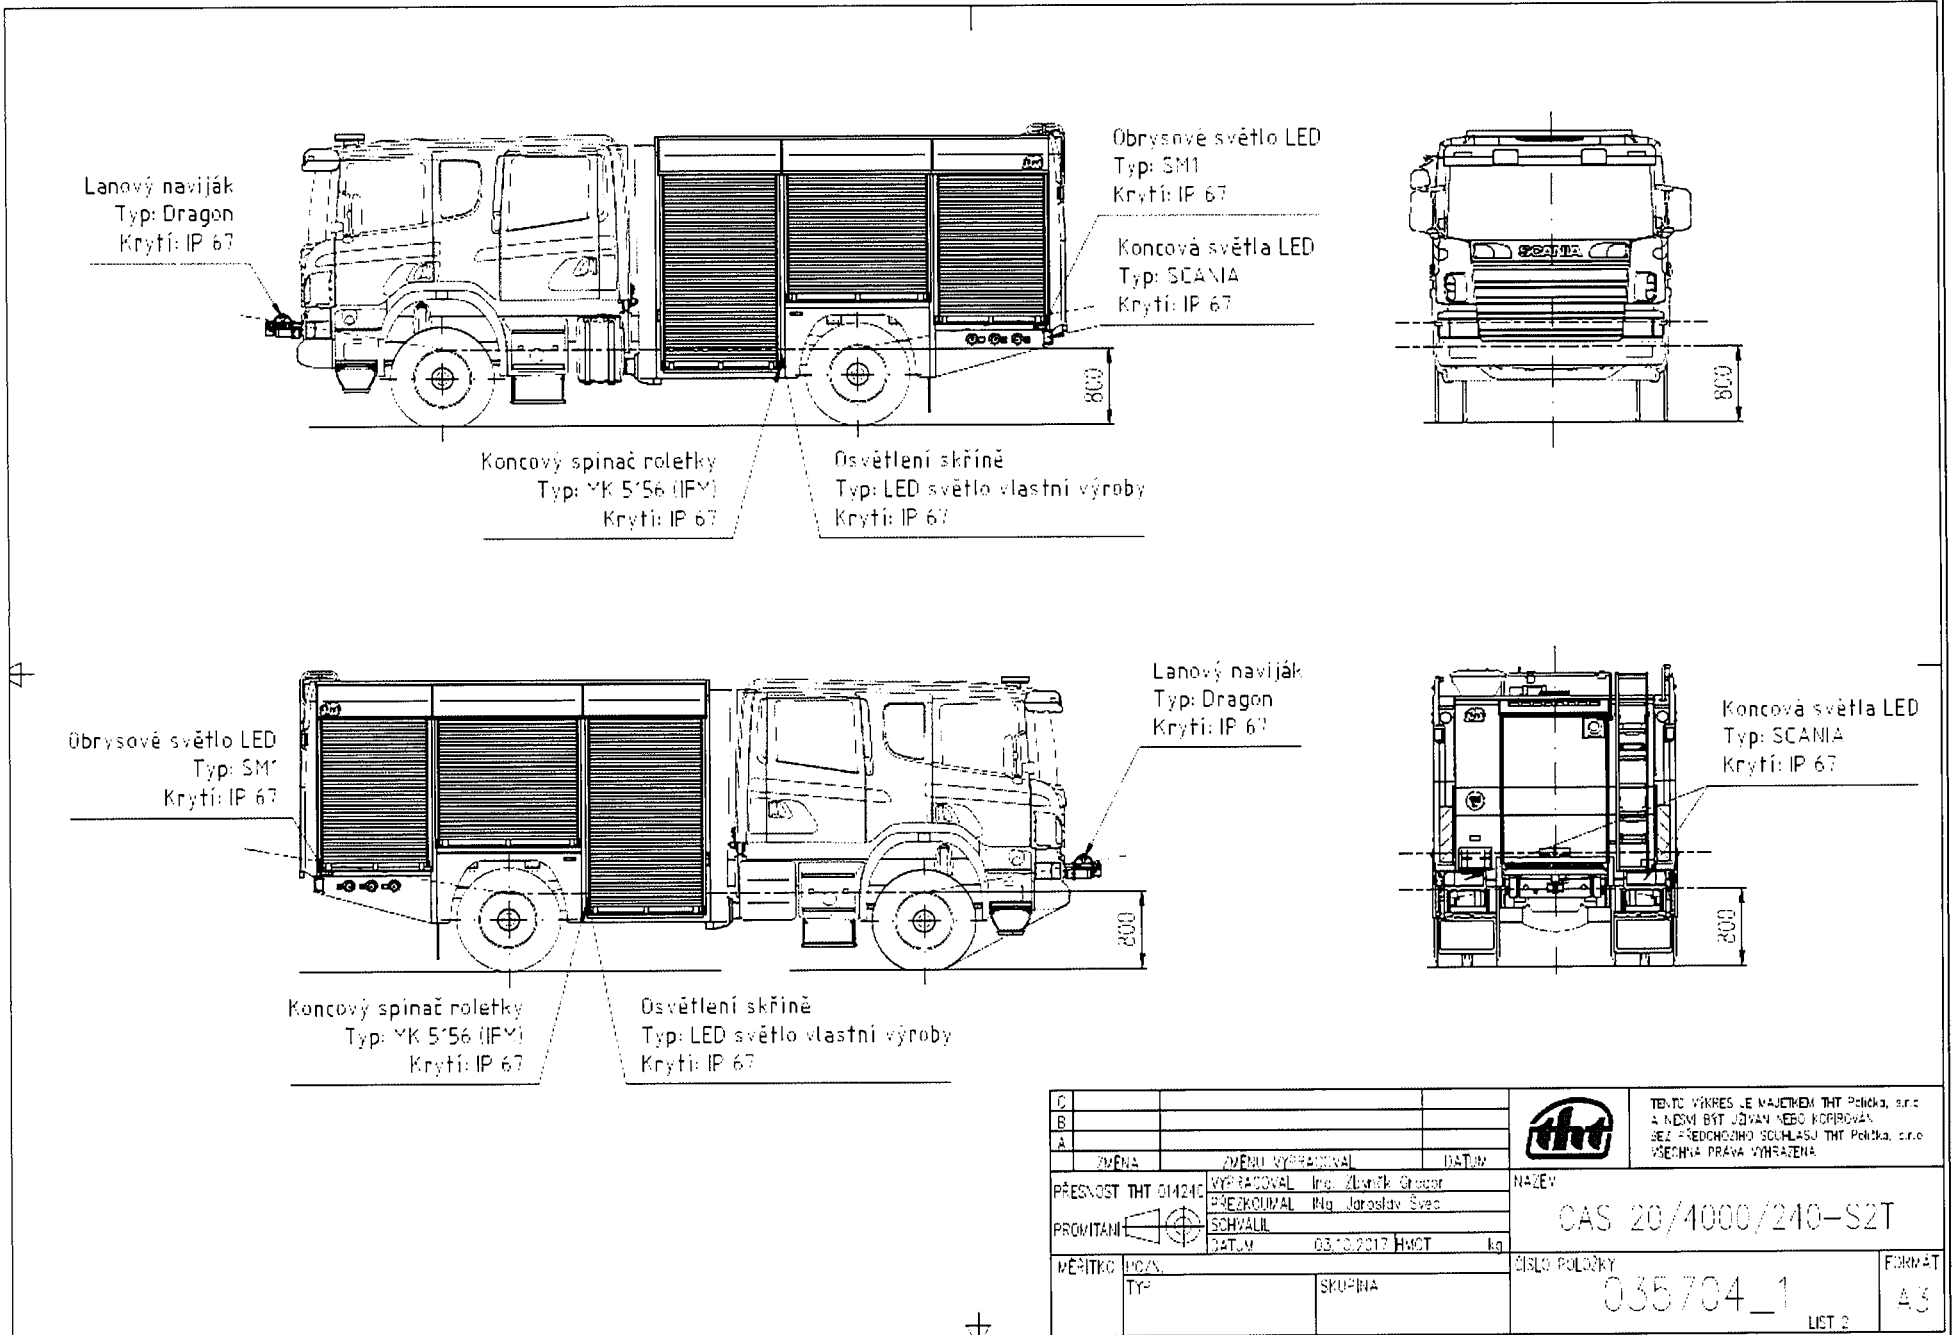 Lanový naviják
Typ: Dragon
Krytí: IP 67
Obrysové světlo LED
Typ: SM1
Krytí: IP 67
Koncová světla LED
Typ: SCANIA
Krytí: IP 67
SCANIA
800
800
Koncový spínač roletky
Typ: MK 5156 (IFM)
Krytí: IP 67
Osvětlení skříně
Typ: LED světlo vlastní výroby
Krytí: IP 67
Obrysové světlo LED
Typ: SM1
Krytí: IP 67
Lanový naviják
Typ: Dragon
Krytí: IP 67
Koncová světla LED
Typ: SCANIA
Krytí: IP 67
800
800
Koncový spínač roletky
Typ: MK 5156 (IFM)
Krytí: IP 67
Osvětlení skříně
Typ: LED světlo vlastní výroby
Krytí: IP 67
C
B
A
ZMĚNA ZMĚNU VYPRACOVAL DATUM
tht
TENTO VÝKRES JE MAJETKEM THT Polička, s.r.o
A NESMÍ BÝT UŽÍVÁN NEBO KOPÍROVÁN
BEZ PŘEDCHOZÍHO SOUHLASU THT Polička, s.r.o
VŠECHNA PRÁVA VYHRAZENA
PŘESNOST THT 014240
VYPRACOVAL Ing. Zbyněk
PŘEZKOUMAL Ing. Jaroslav Švec
PROMÍTÁNÍ
SCHVÁLIL
DATUM 03.10.2017 HMOT kg
NÁZEV
CAS 20/4000/240-S2T
MĚŘÍTKO POZN.
TYP SKUPINA
ČÍSLO POLOŽKY
035704_1
LIST 2
FORMÁT
A3